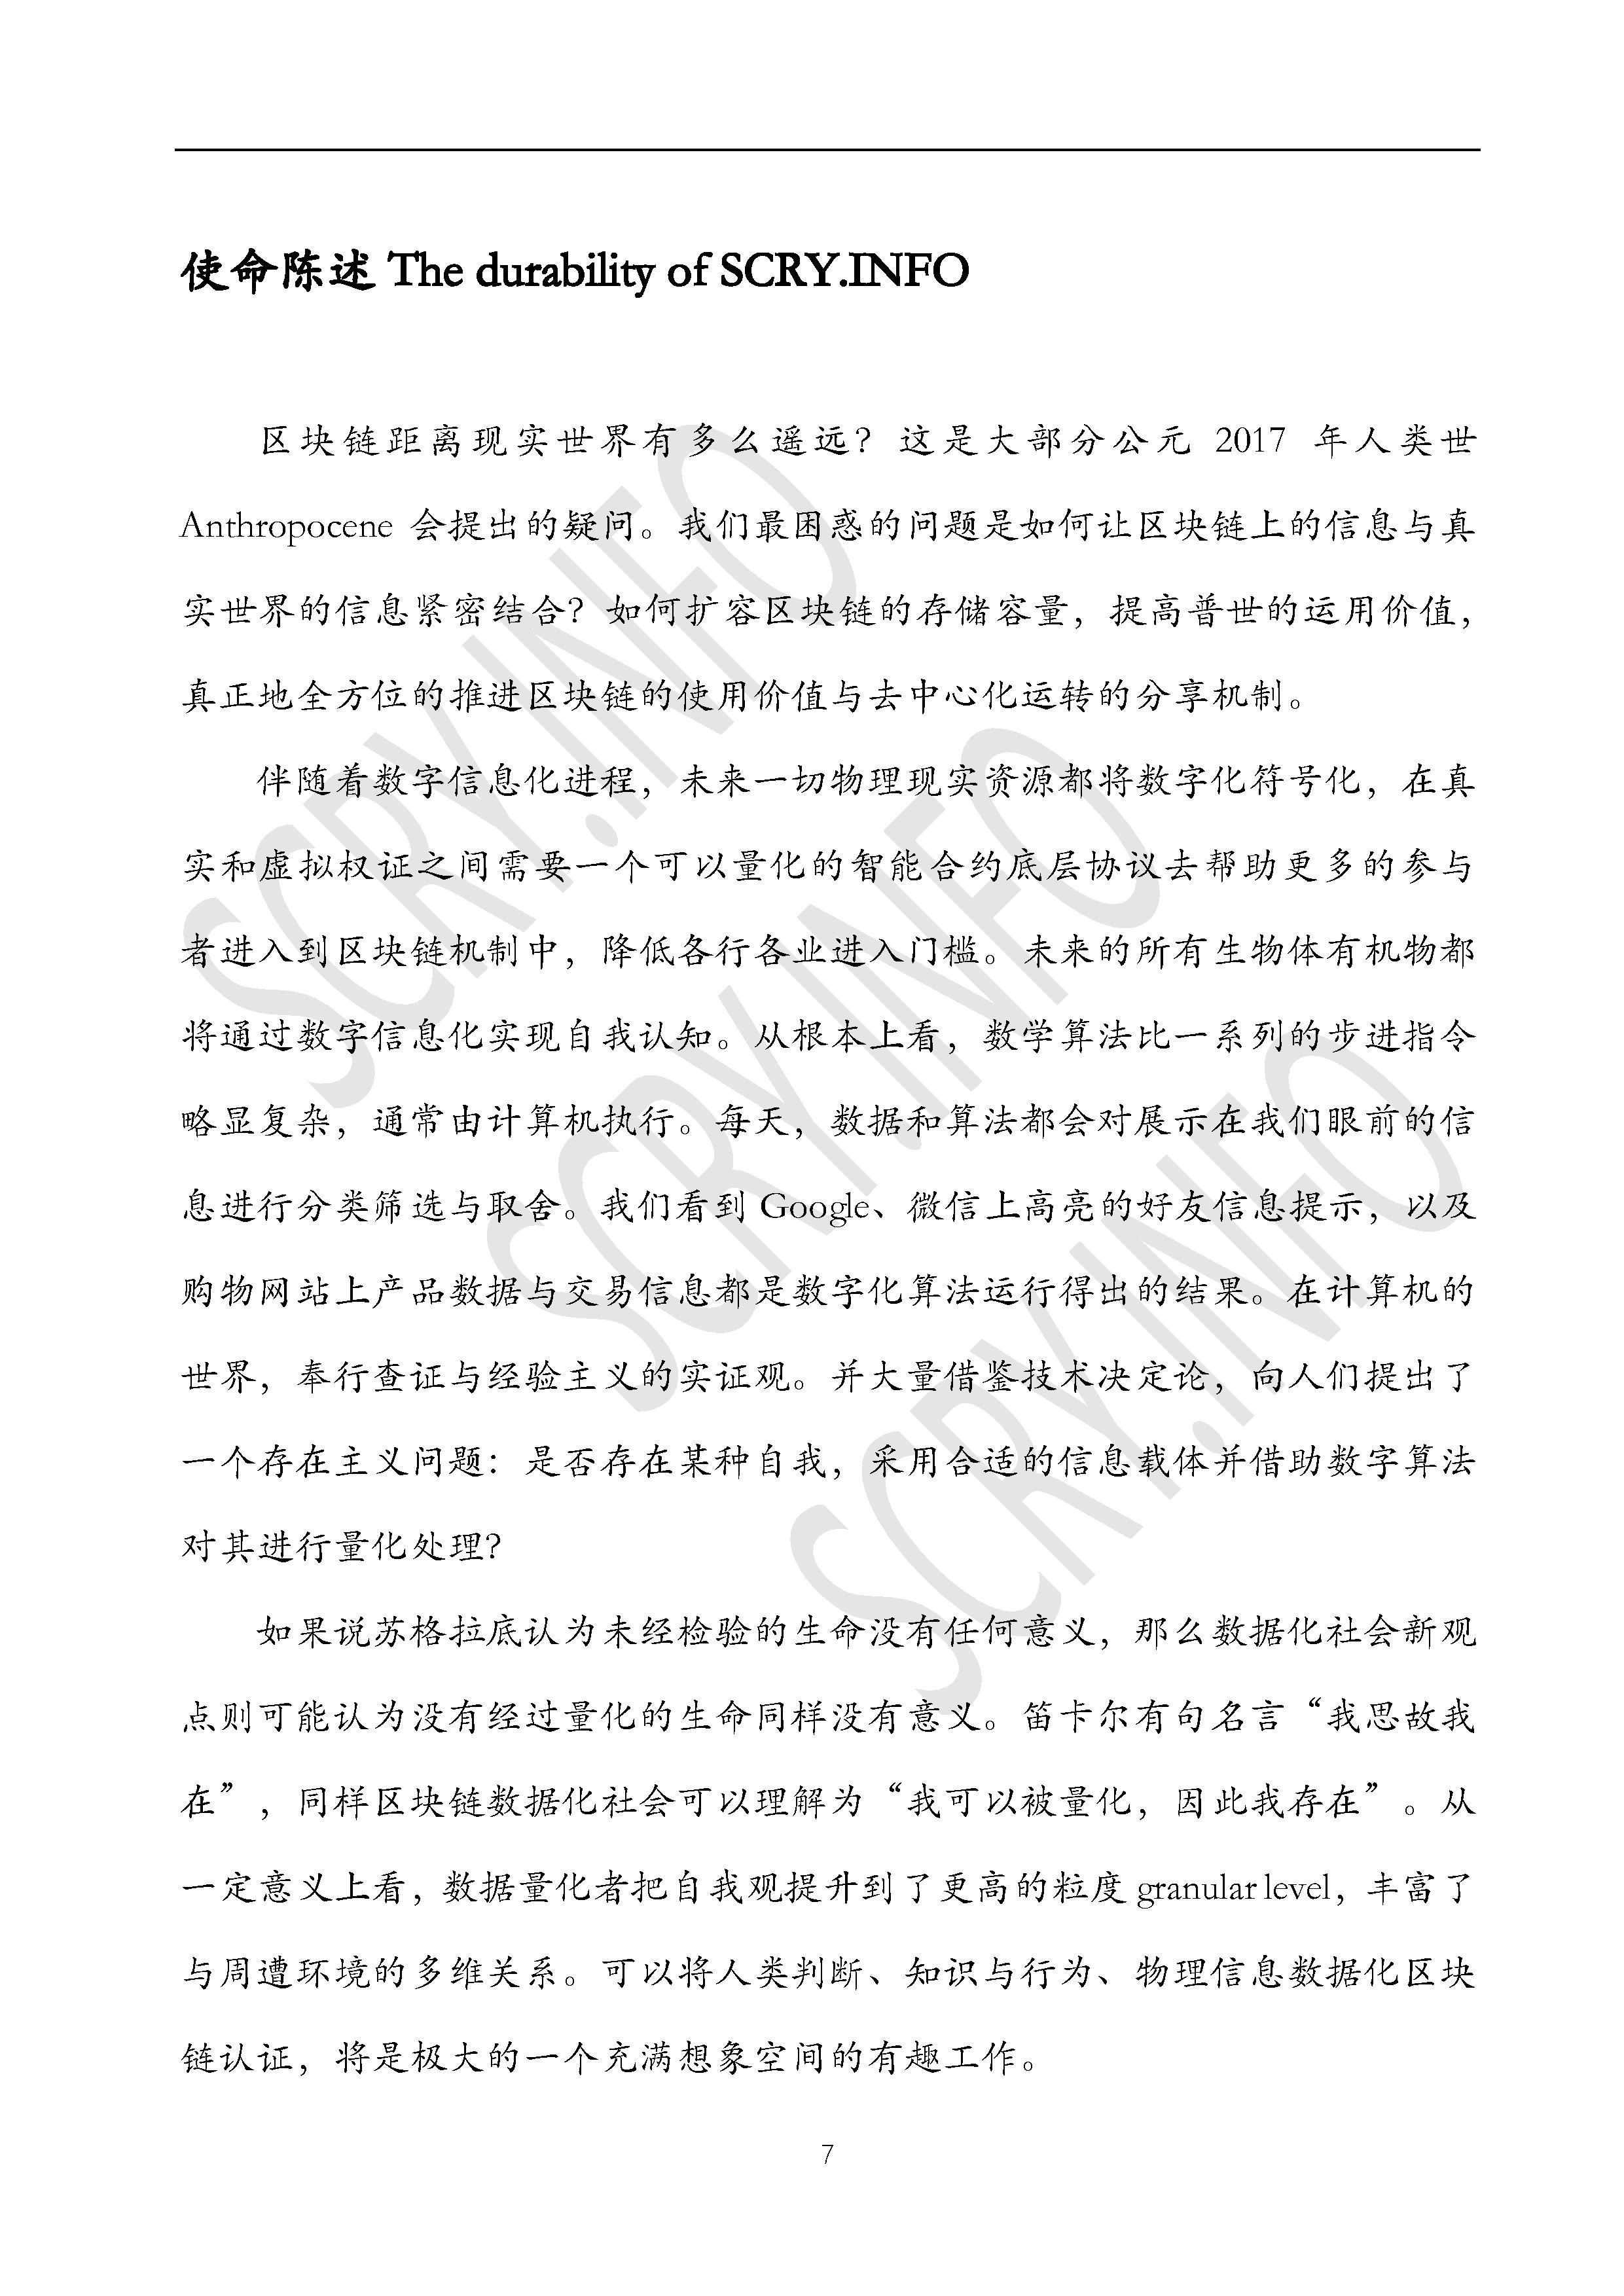 使命陈述 The durability of SCRY.INFO
区块链距离现实世界有多么遥远？这是大部分公元 2017 年人类世
Anthropocene 会提出的疑问。我们最困惑的问题是如何让区块链上的信息与真
实世界的信息紧密结合？如何扩容区块链的存储容量，提高普世的运用价值，
真正地全方位的推进区块链的使用价值与去中心化运转的分享机制。
伴随着数字信息化进程，未来一切物理现实资源都将数字化符号化，在真
实和虚拟权证之间需要一个可以量化的智能合约底层协议去帮助更多的参与
者进入到区块链机制中，降低各行各业进入门槛。未来的所有生物体有机物都
将通过数字信息化实现自我认知。从根本上看，数学算法比一系列的步进指令
略显复杂，通常由计算机执行。每天，数据和算法都会对展示在我们眼前的信
息进行分类筛选与取舍。我们看到 Google、微信上高亮的好友信息提示，以及
购物网站上产品数据与交易信息都是数字化算法运行得出的结果。在计算机的
世界，奉行查证与经验主义的实证观。并大量借鉴技术决定论，向人们提出了
一个存在主义问题：是否存在某种自我，采用合适的信息载体并借助数字算法
对其进行量化处理？
如果说苏格拉底认为未经检验的生命没有任何意义，那么数据化社会新观
点则可能认为没有经过量化的生命同样没有意义。笛卡尔有句名言“我思故我
在”，同样区块链数据化社会可以理解为“我可以被量化，因此我存在”。从
一定意义上看，数据量化者把自我观提升到了更高的粒度 granular level，丰富了
与周遭环境的多维关系。可以将人类判断、知识与行为、物理信息数据化区块
链认证，将是极大的一个充满想象空间的有趣工作。
7
SCRY.INFO
SCRY.INFO
SCRY.INFO